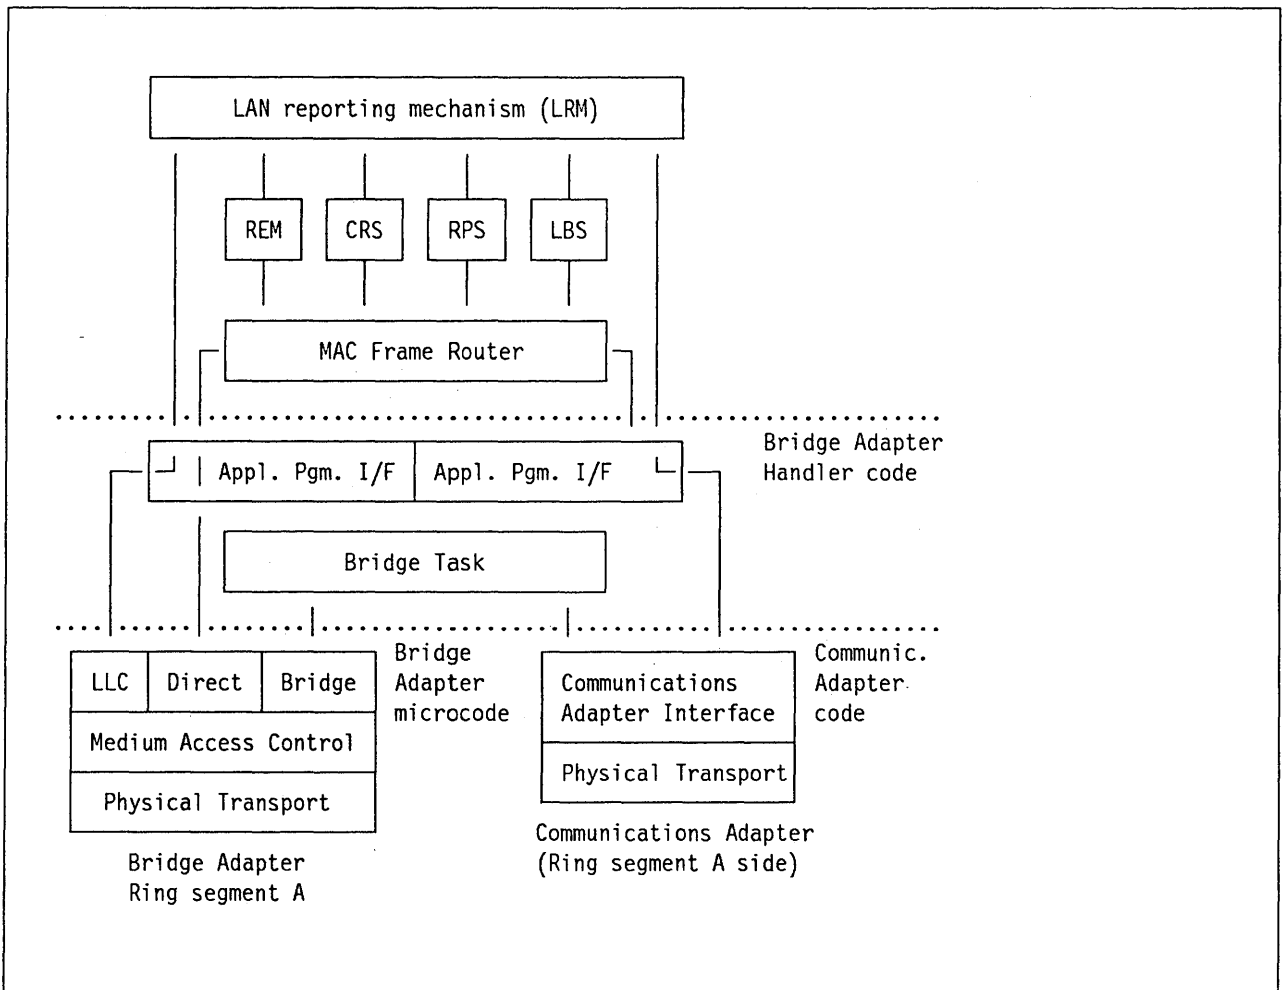 LAN reporting mechanism (LRM)
REM
CRS
RPS
LBS
MAC Frame Router
Bridge Adapter
Handler code
Appl. Pgm. I/F
Appl. Pgm. I/F
Bridge Task
Bridge
Adapter
microcode
Communic.
Adapter
code
LLC
Direct
Bridge
Medium Access Control
Physical Transport
Communications
Adapter Interface
Physical Transport
Bridge Adapter
Ring segment A
Communications Adapter
(Ring segment A side)